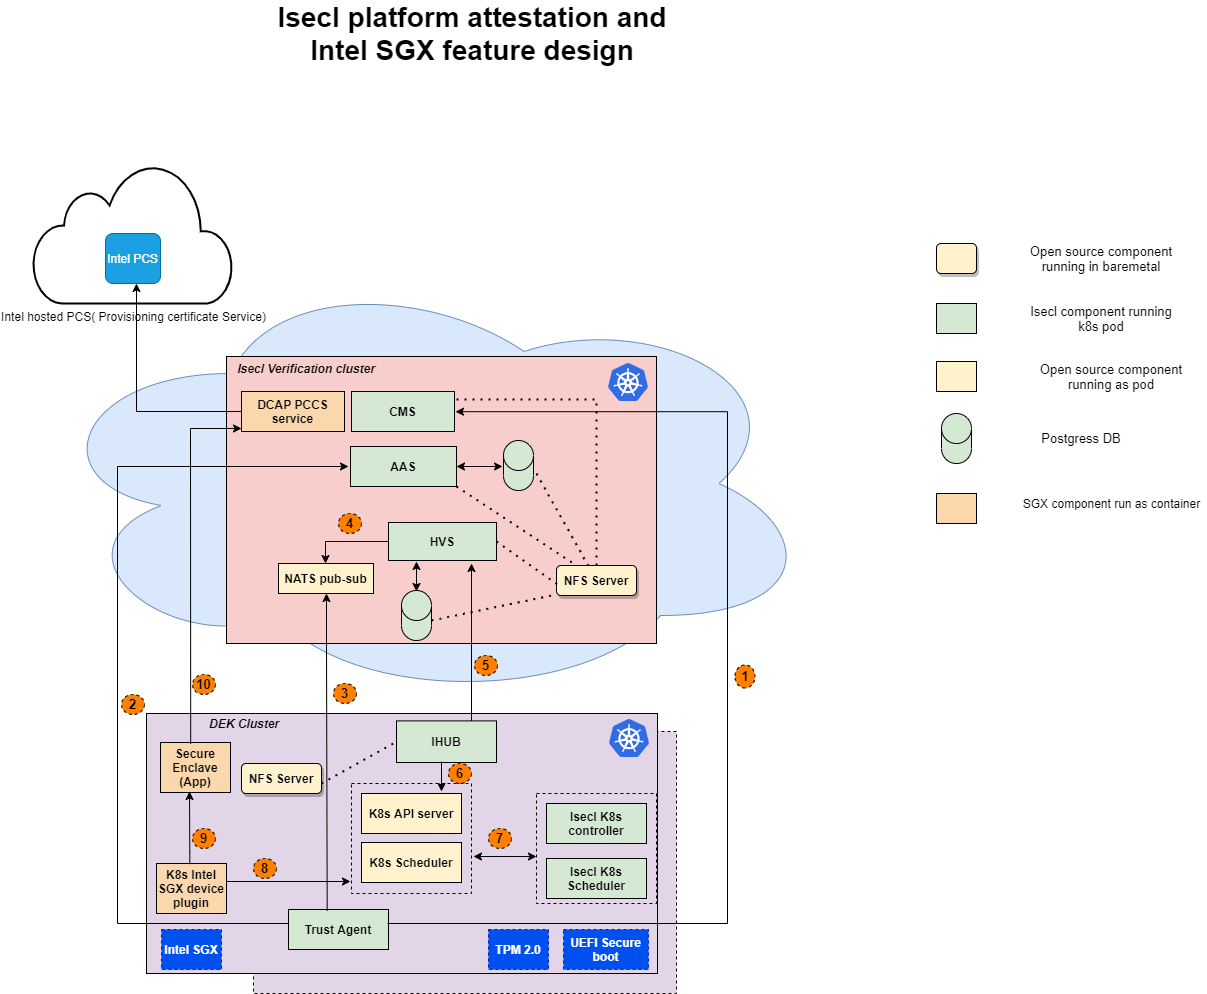 Isecl platform attestation and
Intel SGX feature design
Intel PCS
Intel hosted PCS( Provisioning certificate Service)
Open source component
running in baremetal
Isecl component running
k8s pod
Open source component
running as pod
Postgress DB
SGX component run as container
Isecl Verification cluster
DCAP PCCS
service
CMS
AAS
4
HVS
NATS pub-sub
NFS Server
5
1
10
3
2
DEK Cluster
IHUB
Secure
Enclave
(App)
NFS Server
6
K8s API server
Isecl K8s
controller
9
7
K8s Scheduler
8
K8s Intel
SGX device
plugin
Isecl K8s
Scheduler
Trust Agent
Intel SGX
TPM 2.0
UEFI Secure
boot